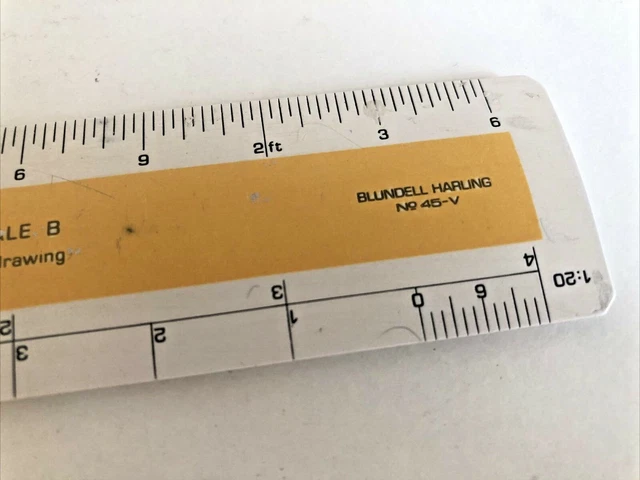 6 9 2ft 3 6
BLUNDELL HARLING
Nº 45-V
LE B
drawing
2 3 4 1:20
3 2 1 0 6